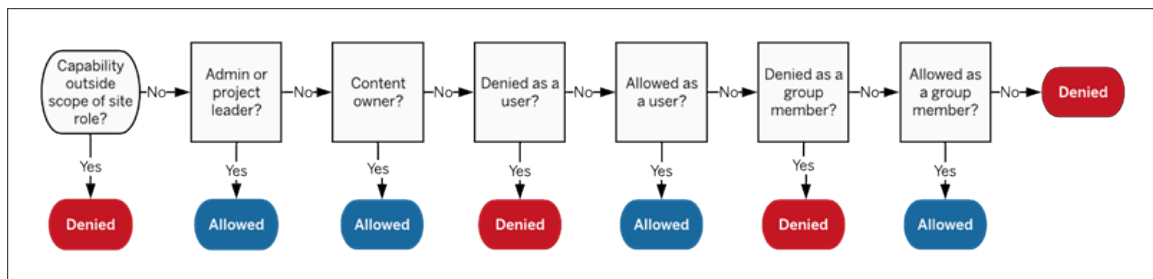 Capability
outside
scope of site
role?
No
Admin or
project
leader?
No
Content
owner?
No
Denied as a
user?
No
Allowed as
a user?
No
Denied as a
group
member?
No
Allowed as
a group
member?
No
Denied
Yes
Yes
Yes
Yes
Yes
Yes
Yes
Denied
Allowed
Allowed
Denied
Allowed
Denied
Allowed